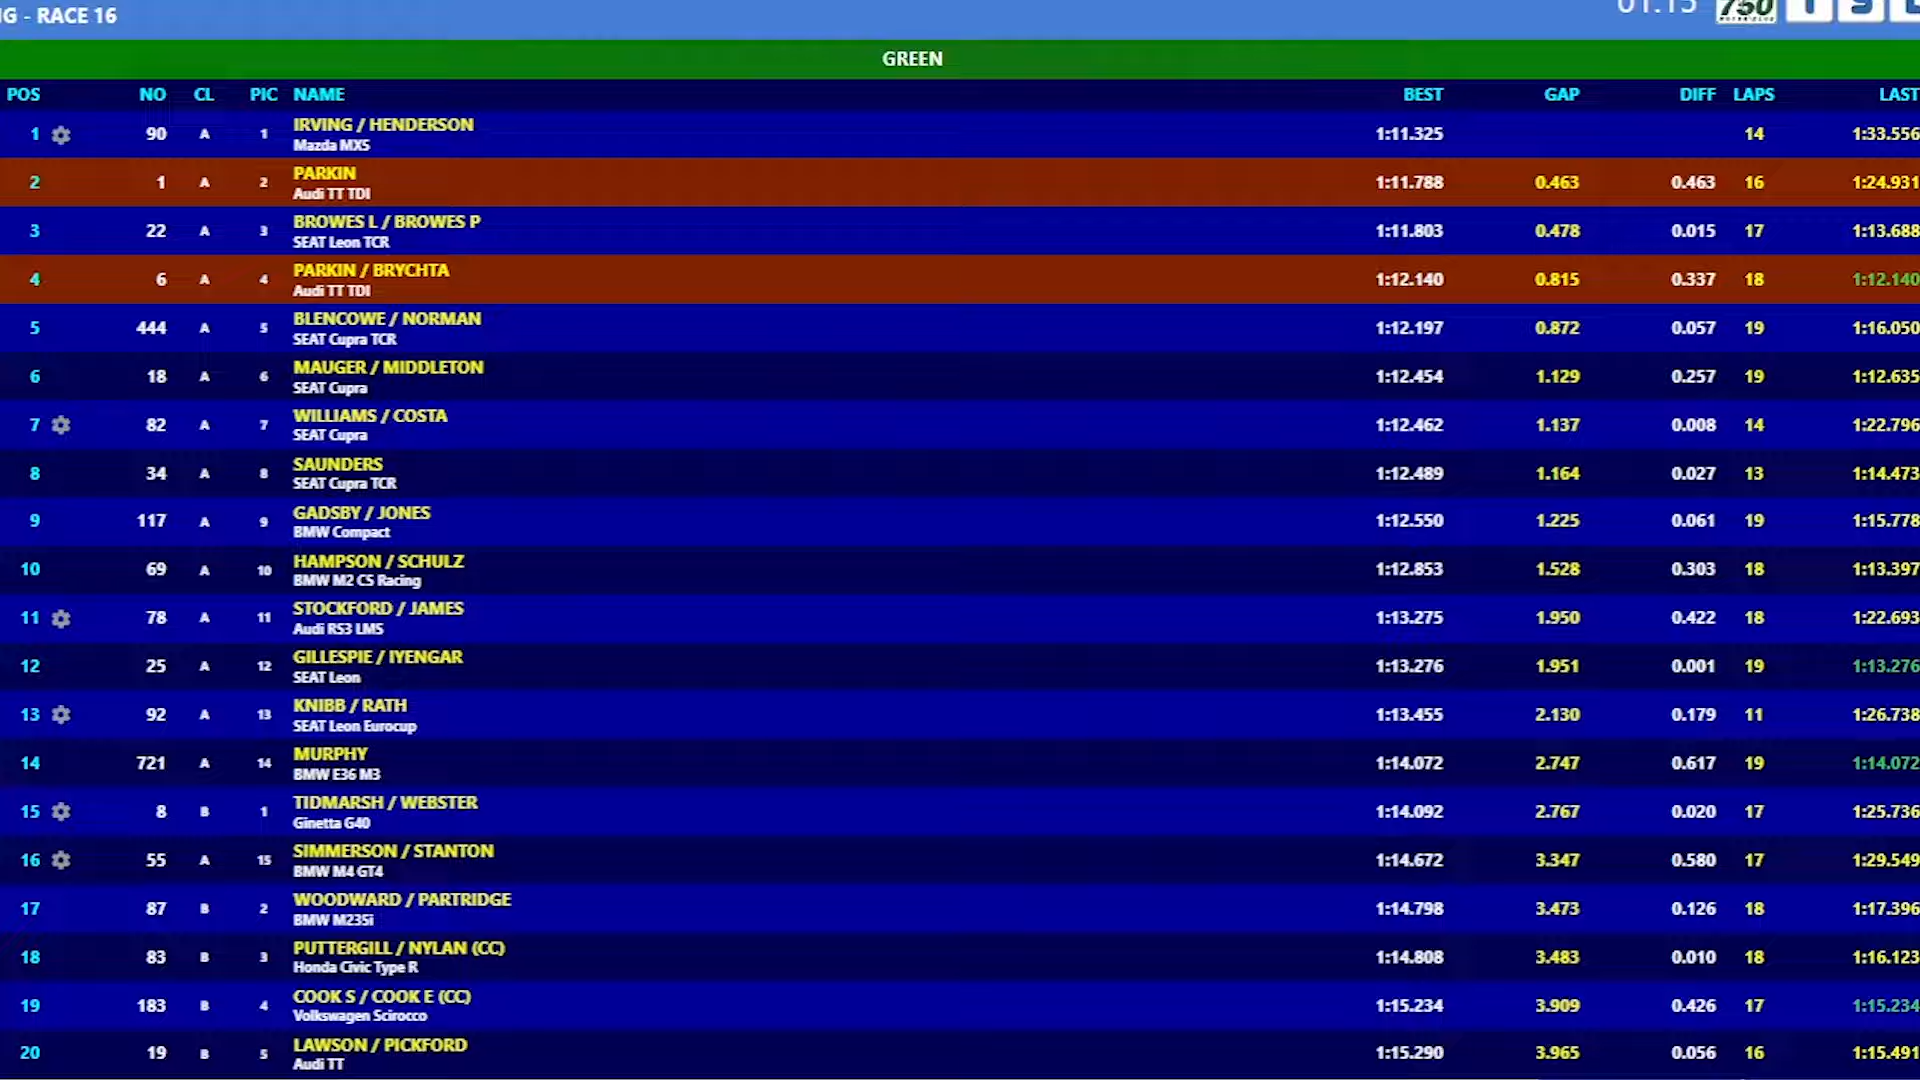 G - RACE 16
01:15 750
GREEN
POS NO CL PIC NAME BEST GAP DIFF LAPS LAST
1 90 A 1 IRVING / HENDERSON 1:11.325 14 1:33.556
Mazda MX5
2 1 A 2 PARKIN 1:11.788 0.463 0.463 16 1:24.931
Audi TT TDI
3 22 A 3 BROWES L / BROWES P 1:11.803 0.478 0.015 17 1:13.688
SEAT Leon TCR
4 6 A 4 PARKIN / BRYCHTA 1:12.140 0.815 0.337 18 1:12.140
Audi TT TDI
5 444 A 5 BLENCOWE / NORMAN 1:12.197 0.872 0.057 19 1:16.050
SEAT Cupra TCR
6 18 A 6 MAUGER / MIDDLETON 1:12.454 1.129 0.257 19 1:12.635
SEAT Cupra
7 82 A 7 WILLIAMS / COSTA 1:12.462 1.137 0.008 14 1:22.796
SEAT Cupra
8 34 A 8 SAUNDERS 1:12.489 1.164 0.027 13 1:14.473
SEAT Cupra TCR
9 117 A 9 GADSBY / JONES 1:12.550 1.225 0.061 19 1:15.778
BMW Compact
10 69 A 10 HAMPSON / SCHULZ 1:12.853 1.528 0.303 18 1:13.397
BMW M2 CS Racing
11 78 A 11 STOCKFORD / JAMES 1:13.275 1.950 0.422 18 1:22.693
Audi RS3 LMS
12 25 A 12 GILLESPIE / IYENGAR 1:13.276 1.951 0.001 19 1:13.276
SEAT Leon
13 92 A 13 KNIBB / RATH 1:13.455 2.130 0.179 11 1:26.738
SEAT Leon Eurocup
14 721 A 14 MURPHY 1:14.072 2.747 0.617 19 1:14.072
BMW E36 M3
15 8 B 1 TIDMARSH / WEBSTER 1:14.092 2.767 0.020 17 1:25.736
Ginetta G40
16 55 A 15 SIMMERSON / STANTON 1:14.672 3.347 0.580 17 1:29.549
BMW M4 GT4
17 87 B 2 WOODWARD / PARTRIDGE 1:14.798 3.473 0.126 18 1:17.396
BMW M235i
18 83 B 3 PUTTERGILL / NYLAN (CC) 1:14.808 3.483 0.010 18 1:16.123
Honda Civic Type R
19 183 B 4 COOK S / COOK E (CC) 1:15.234 3.909 0.426 17 1:15.234
Volkswagen Scirocco
20 19 B 5 LAWSON / PICKFORD 1:15.290 3.965 0.056 16 1:15.491
Audi TT